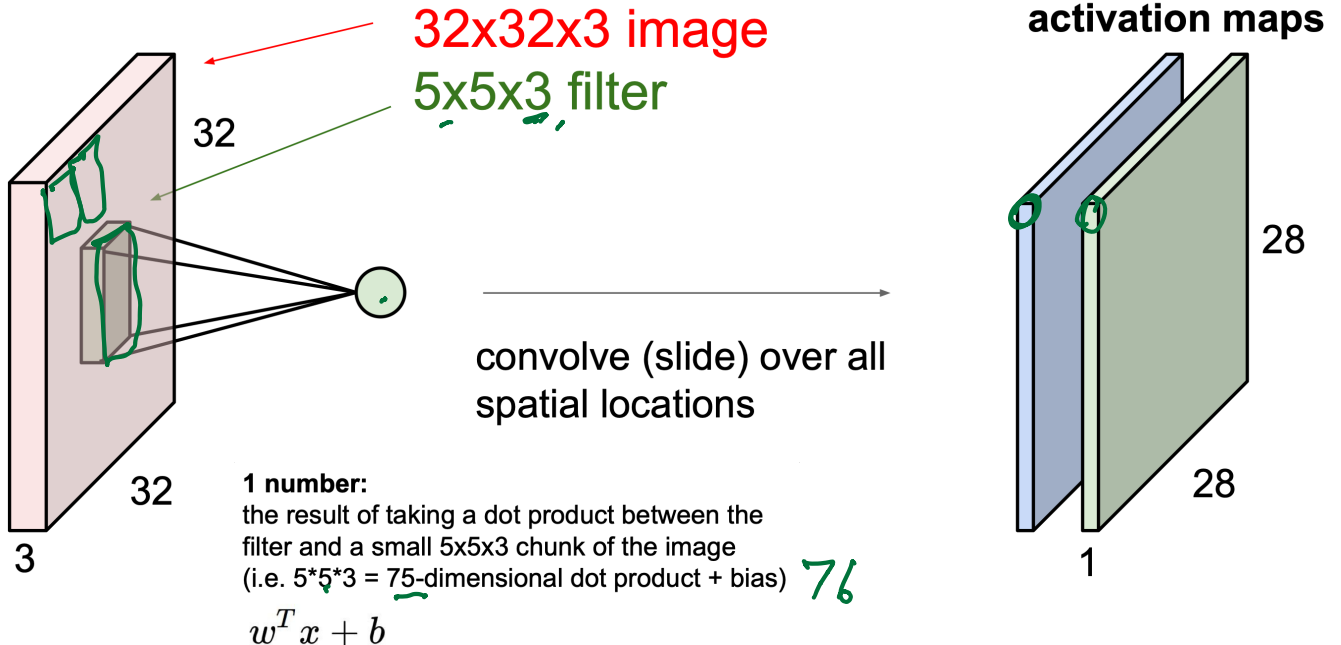 32x32x3 image
activation maps
5x5x3 filter
32
28
convolve (slide) over all
spatial locations
32
28
3
1
1 number:
the result of taking a dot product between the
filter and a small 5x5x3 chunk of the image
(i.e. 5*5*3 = 75-dimensional dot product + bias) 76
wᵀx + b